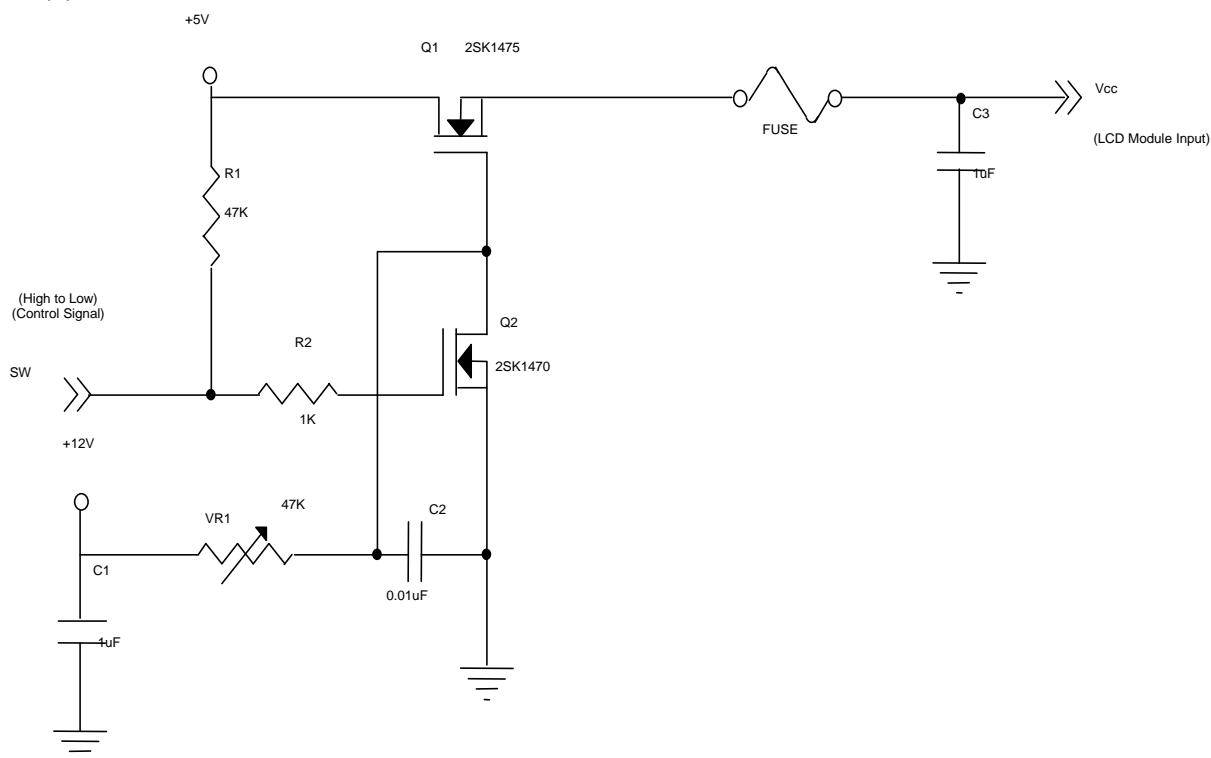 +5V
Q1 2SK1475
Vcc
C3
FUSE
(LCD Module Input)
R1
1uF
47K
(High to Low)
(Control Signal)
Q2
R2
2SK1470
SW
1K
+12V
47K
C2
VR1
C1
0.01uF
1uF